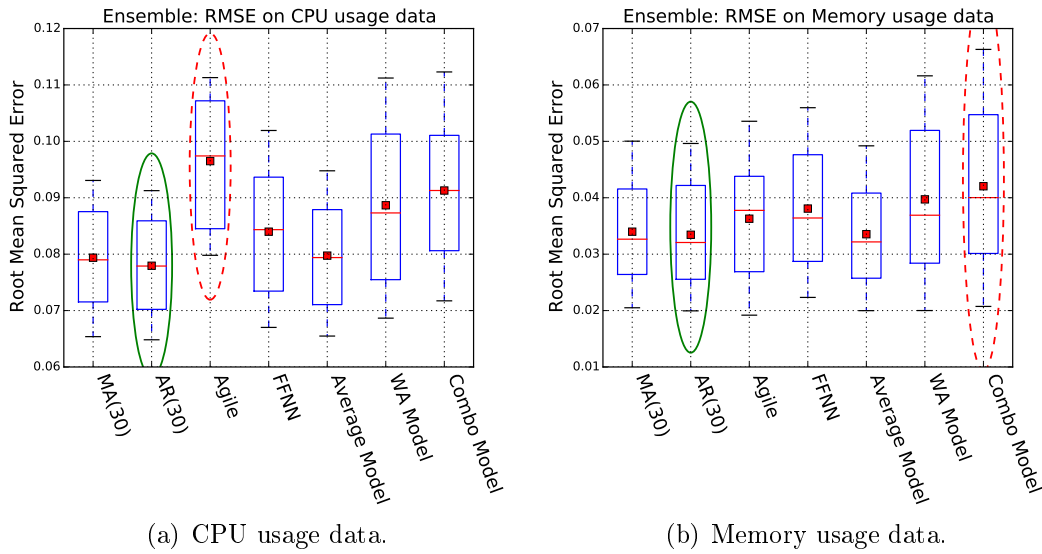 Ensemble: RMSE on CPU usage data
Root Mean Squared Error
0.12
0.11
0.10
0.09
0.08
0.07
0.06
MA(30)
AR(30)
Agile
FFNN
Average Model
WA Model
Combo Model
(a) CPU usage data.
Ensemble: RMSE on Memory usage data
Root Mean Squared Error
0.07
0.06
0.05
0.04
0.03
0.02
0.01
MA(30)
AR(30)
Agile
FFNN
Average Model
WA Model
Combo Model
(b) Memory usage data.